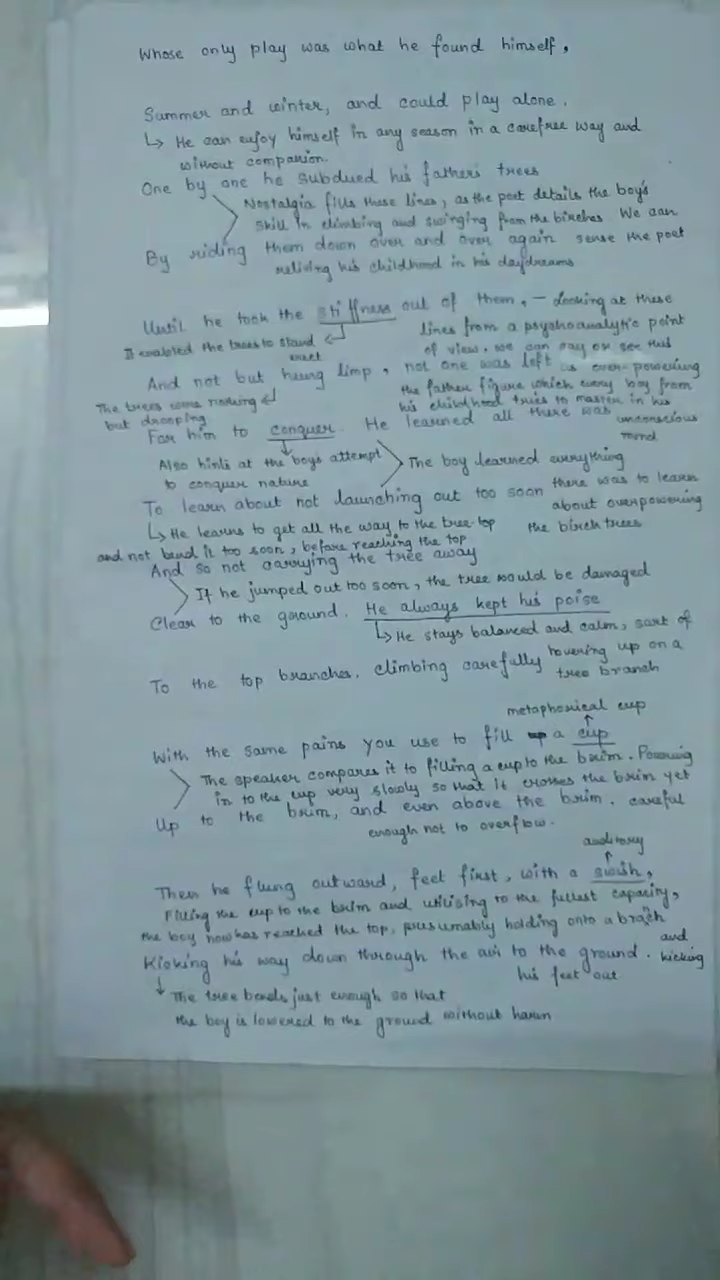 Whose only play was what he found himself,
Summer and winter, and could play alone.
↳ He can enjoy himself in any season in a carefree way and
without companion.
One by one he subdued his father's trees
Nostalgia fills these lines, as the poet details the boy's
skill in climbing and swinging from the birches. We can
By riding them down over and over again sense the poet
reliving his childhood in his daydreams
Until he took the stiffness out of them, – Looking at these
It enabled the trees to stand erect
lines from a psychoanalytic point
of view, we can say or see this
And not but hung limp, not one was left as over-powering
The trees were nothing but drooping
the father figure which every boy from
his childhood tries to master in his
unconscious mind
For him to conquer. He learned all there was
Also hints at the boy's attempt
to conquer nature
The boy learned everything
there was to learn
about overpowering
the birch trees
To learn about not launching out too soon
↳ He learns to get all the way to the tree-top
and not bend it too soon, before reaching the top
And so not carrying the tree away
If he jumped out too soon, the tree would be damaged
Clear to the ground. He always kept his poise
↳ He stays balanced and calm, sort of
hovering up on a
tree branch
To the top branches, climbing carefully
metaphorical cup
With the same pains you use to fill a cup
The speaker compares it to filling a cup to the brim. Pouring
in to the cup very slowly so that it crosses the brim yet
Up to the brim, and even above the brim. careful
enough not to overflow.
auditory
Then he flung outward, feet first, with a swish,
Filling the cup to the brim and utilising to the fullest capacity,
the boy now has reached the top, presumably holding onto a branch
and kicking
his feet out
Kicking his way down through the air to the ground.
The tree bends just enough so that
the boy is lowered to the ground without harm